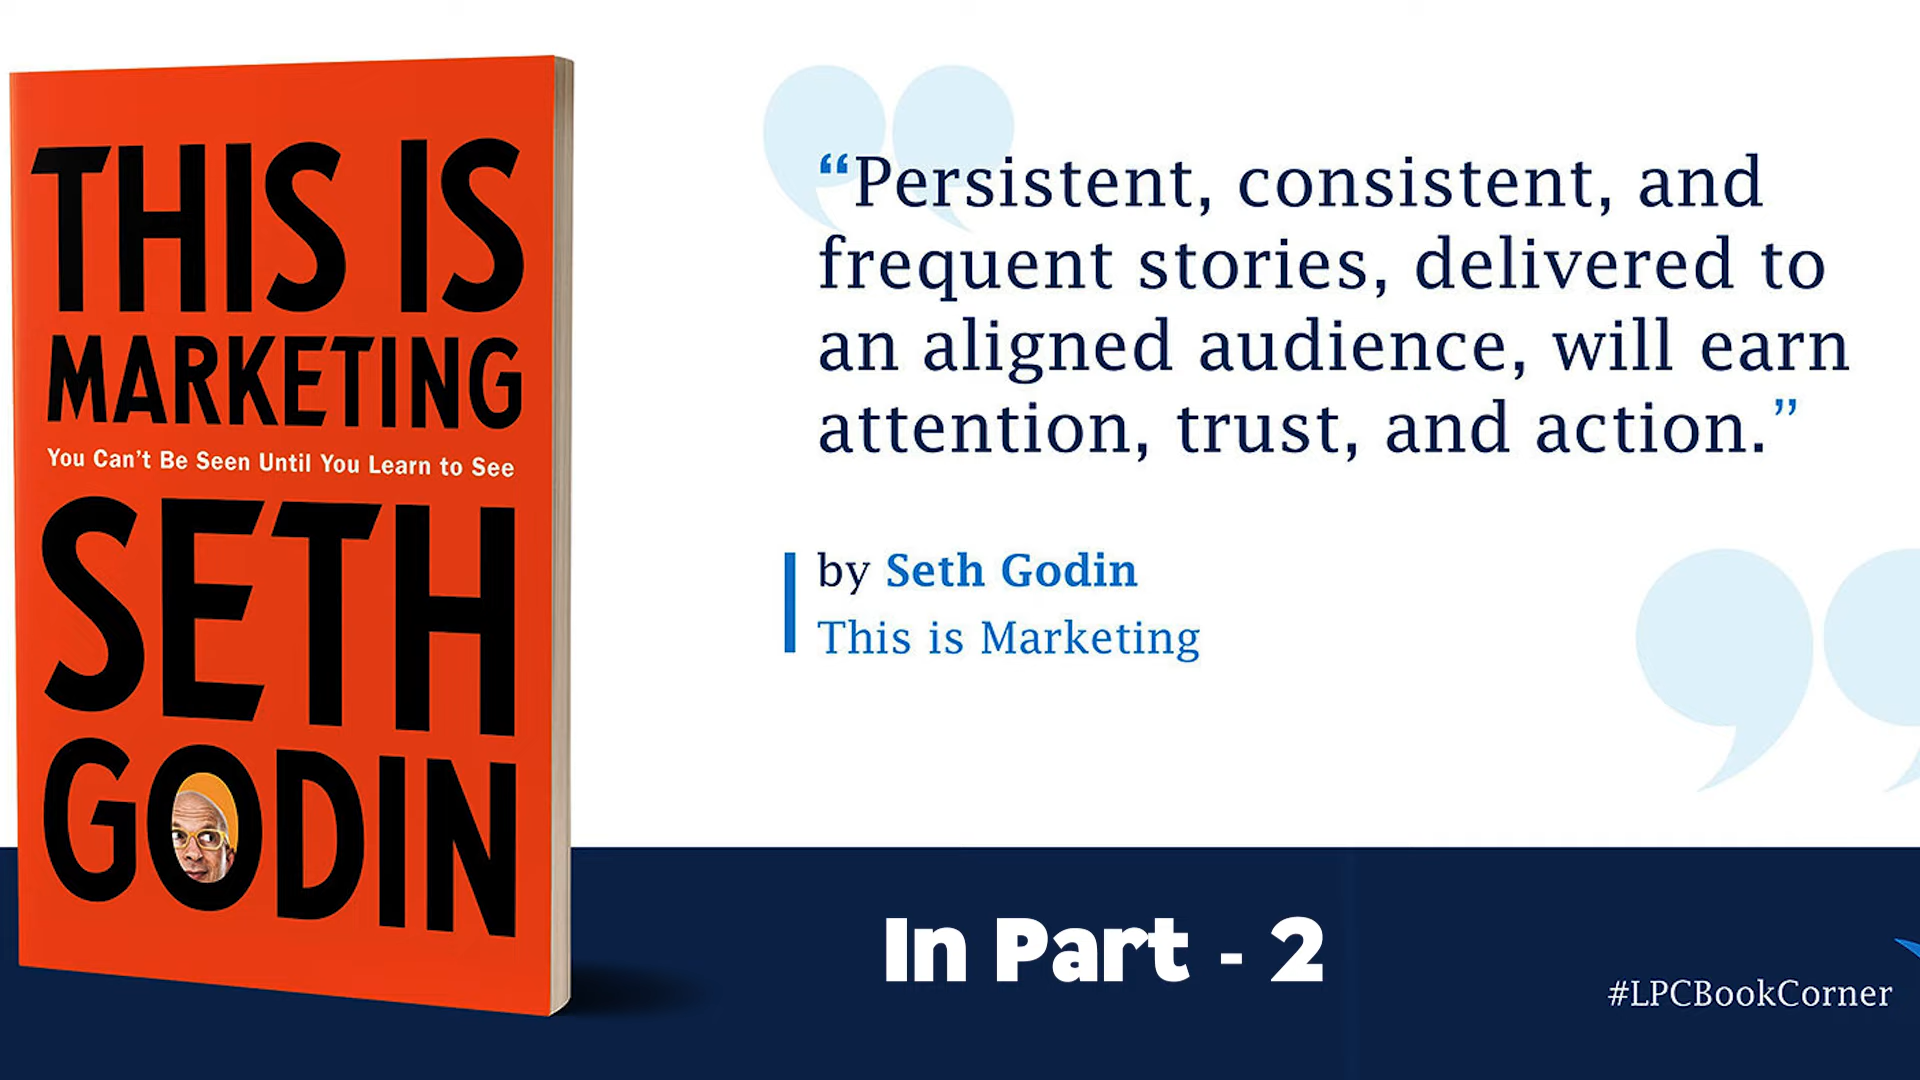 THIS IS
MARKETING
You Can't Be Seen Until You Learn to See
SETH
GODIN
“Persistent, consistent, and
frequent stories, delivered to
an aligned audience, will earn
attention, trust, and action.”
by Seth Godin
This is Marketing
In Part - 2
#LPCBookCorner